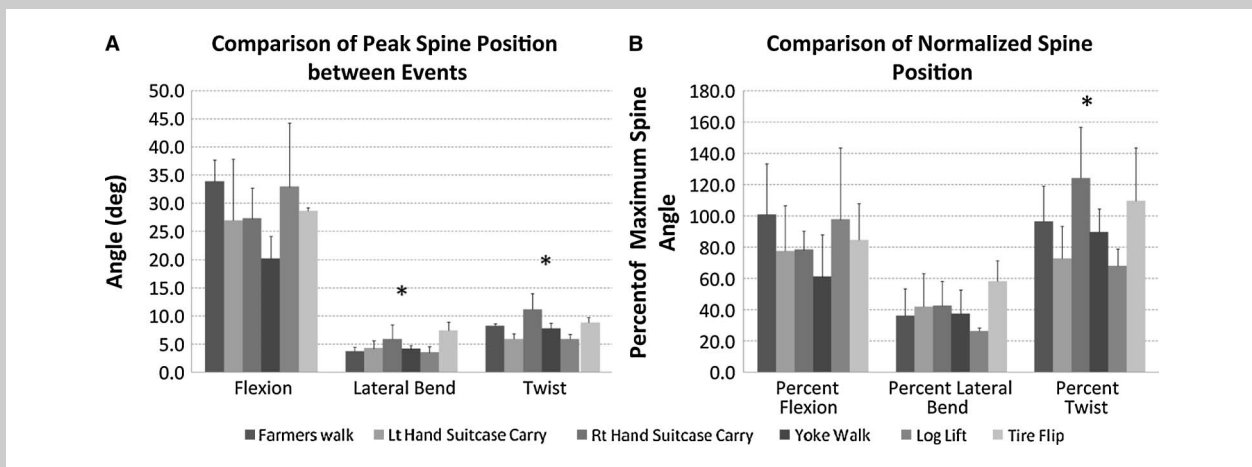 A
Comparison of Peak Spine Position
between Events
Angle (deg)
50.0
45.0
40.0
35.0
30.0
25.0
20.0
15.0
10.0
5.0
0.0
*
*
Flexion
Lateral Bend
Twist
B
Comparison of Normalized Spine
Position
Percentof Maximum Spine
Angle
180.0
160.0
140.0
120.0
100.0
80.0
60.0
40.0
20.0
0.0
*
Percent
Flexion
Percent Lateral
Bend
Percent
Twist
Farmers walk
Lt Hand Suitcase Carry
Rt Hand Suitcase Carry
Yoke Walk
Log Lift
Tire Flip